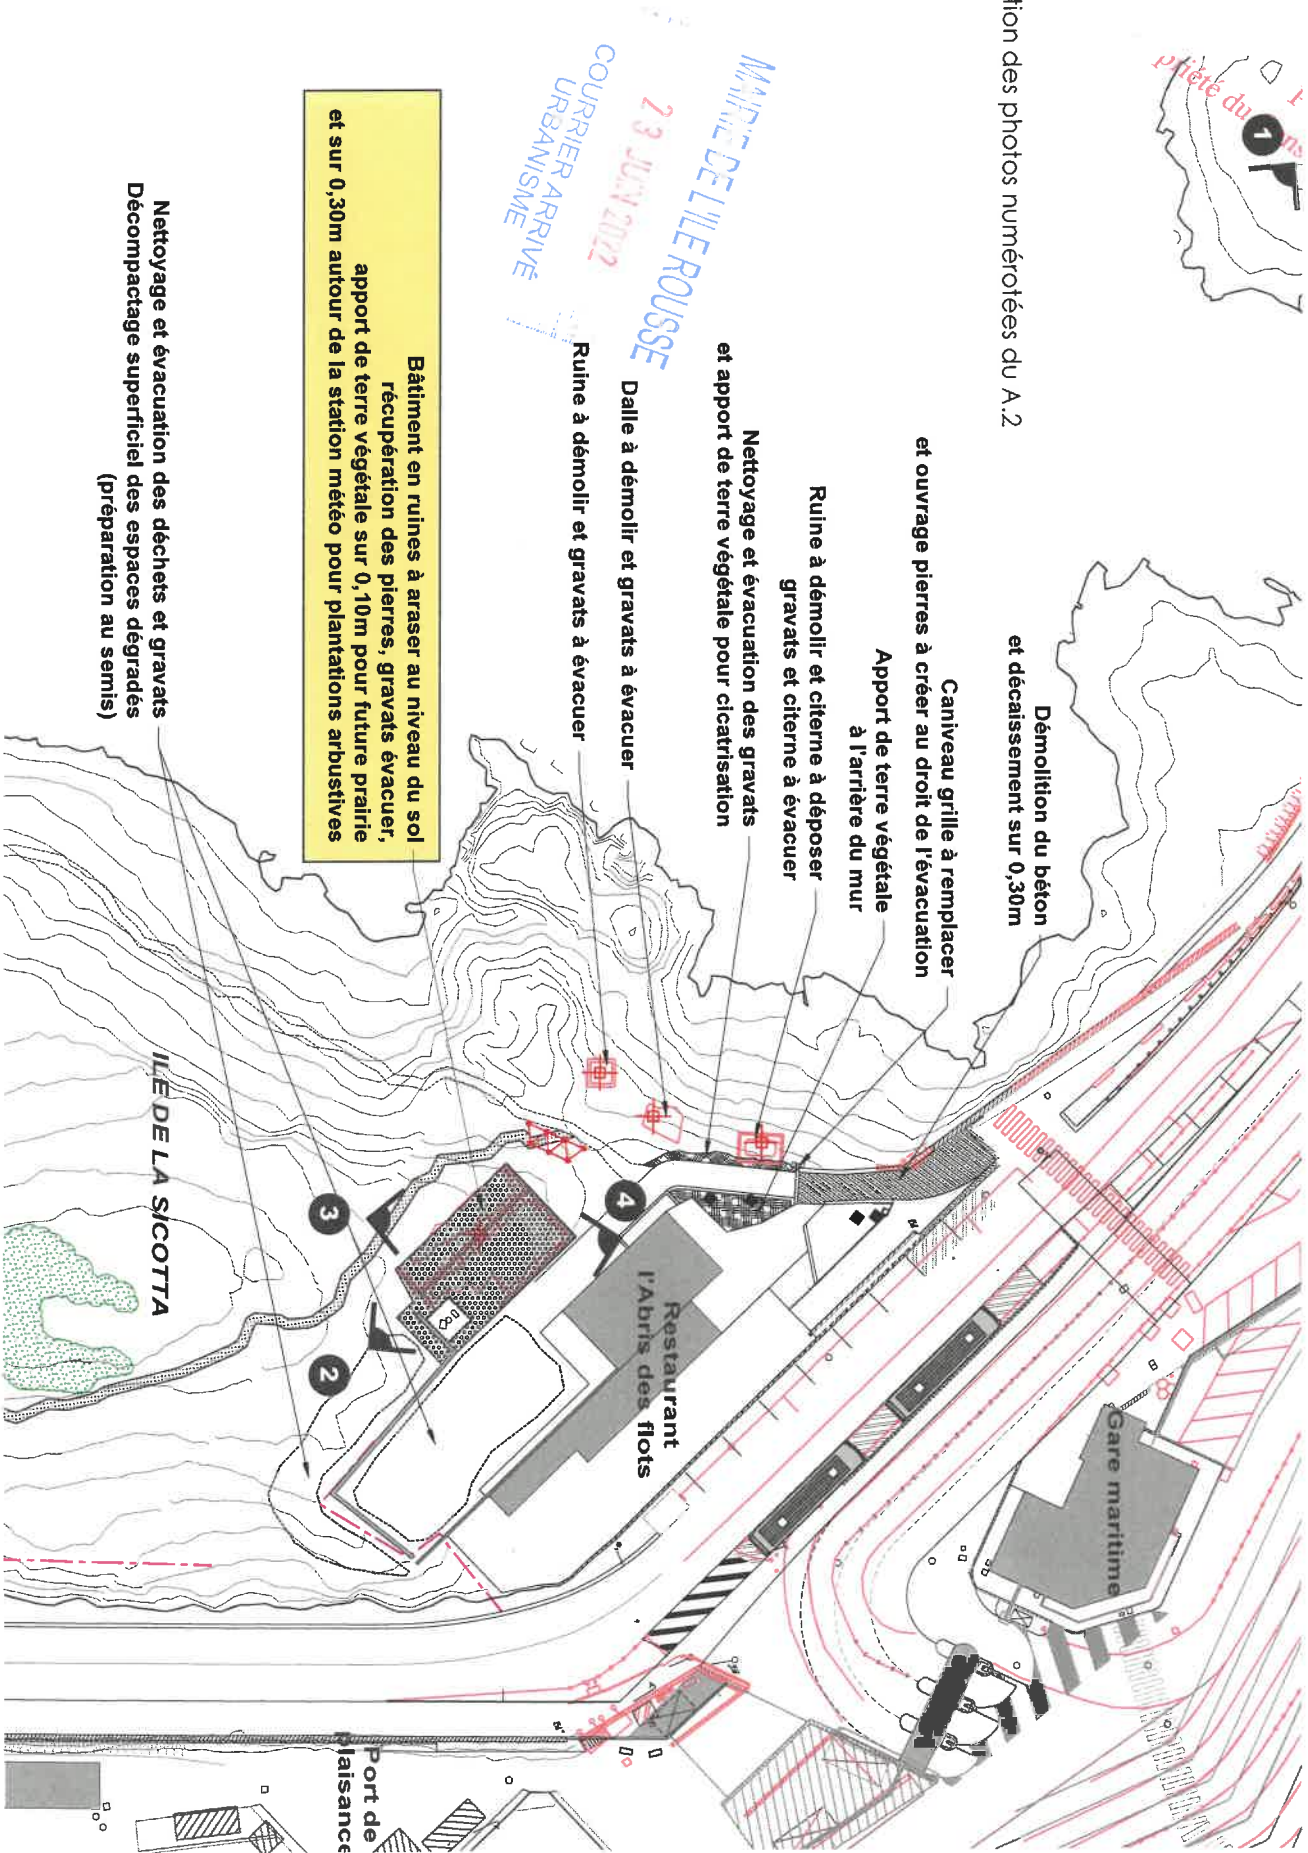 tion des photos numérotées du A.2
priété du
1
MAIRIE DE L'ILE ROUSSE
23 JUIN 2022
COURRIER ARRIVÉ
URBANISME
Démolition du béton
et décaissement sur 0,30m
Caniveau grille à remplacer
et ouvrage pierres à créer au droit de l'évacuation
Apport de terre végétale
à l'arrière du mur
Ruine à démolir et citerne à déposer
gravats et citerne à évacuer
Nettoyage et évacuation des gravats
et apport de terre végétale pour cicatrisation
Dalle à démolir et gravats à évacuer
Ruine à démolir et gravats à évacuer
Bâtiment en ruines à araser au niveau du sol
récupération des pierres, gravats évacuer,
apport de terre végétale sur 0,10m pour future prairie
et sur 0,30m autour de la station météo pour plantations arbustives
Nettoyage et évacuation des déchets et gravats
Décompactage superficiel des espaces dégradés
(préparation au semis)
ILE DE LA SICOTTA
4
3
2
Restaurant
l'Abris des flots
Gare maritime
Port de
plaisance